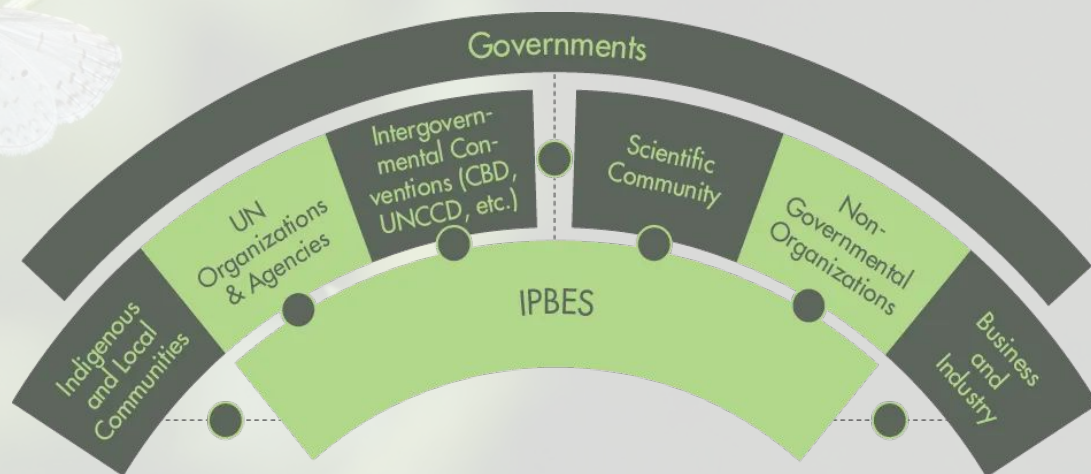 Governments
Indigenous
and Local
Communities
UN
Organizations
& Agencies
Intergovern-
mental Con-
ventions (CBD,
UNCCD, etc.)
Scientific
Community
Non-
Governmental
Organizations
Business
and
Industry
IPBES